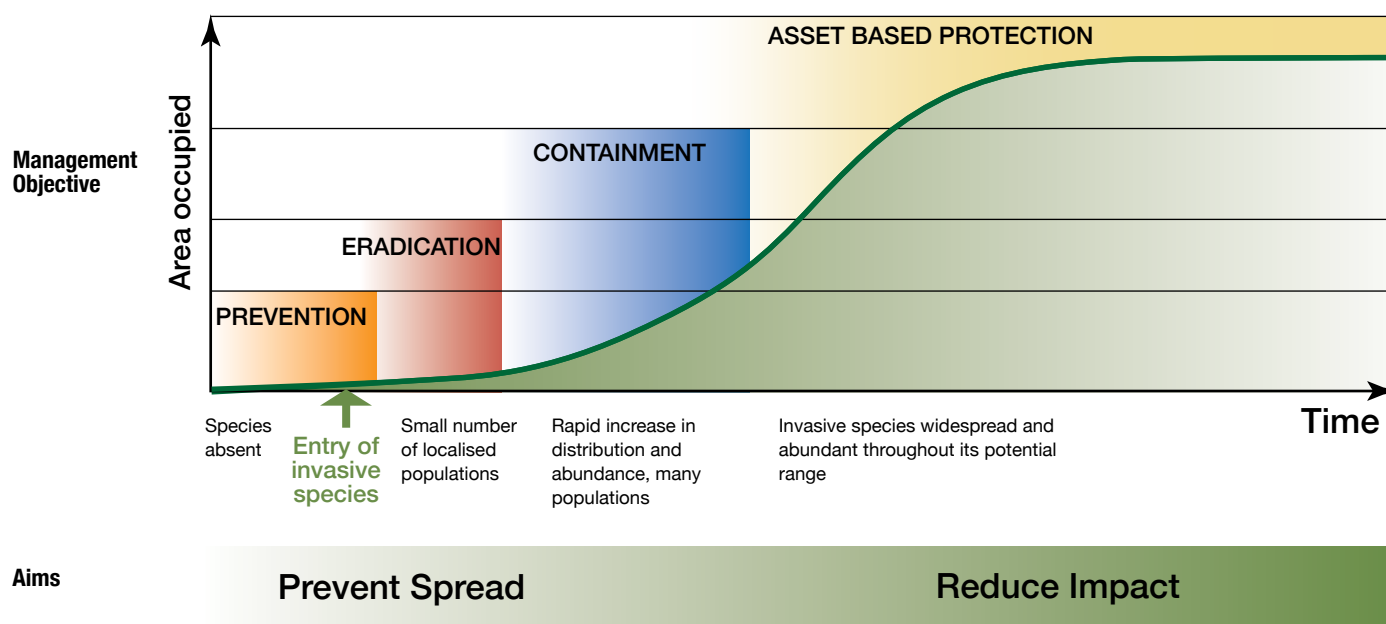 ASSET BASED PROTECTION
CONTAINMENT
Management
Objective
Area occupied
ERADICATION
PREVENTION
Time
Species
absent
Entry of
invasive
species
Small number
of localised
populations
Rapid increase in
distribution and
abundance, many
populations
Invasive species widespread and
abundant throughout its potential
range
Aims
Prevent Spread
Reduce Impact